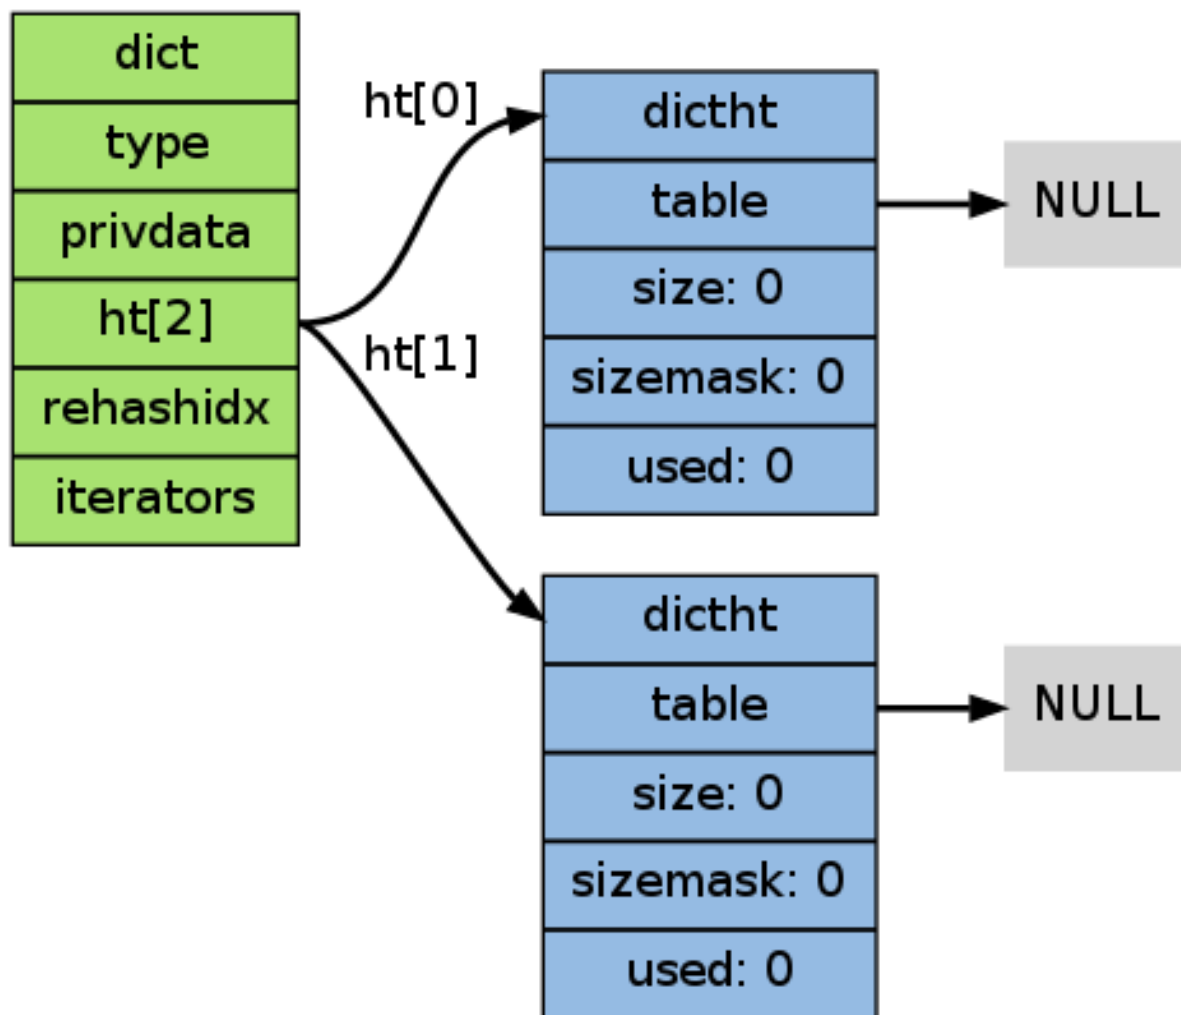 dict
type
privdata
ht[2]
rehashidx
iterators
ht[0]
ht[1]
dictht
table
size: 0
sizemask: 0
used: 0
NULL
dictht
table
size: 0
sizemask: 0
used: 0
NULL